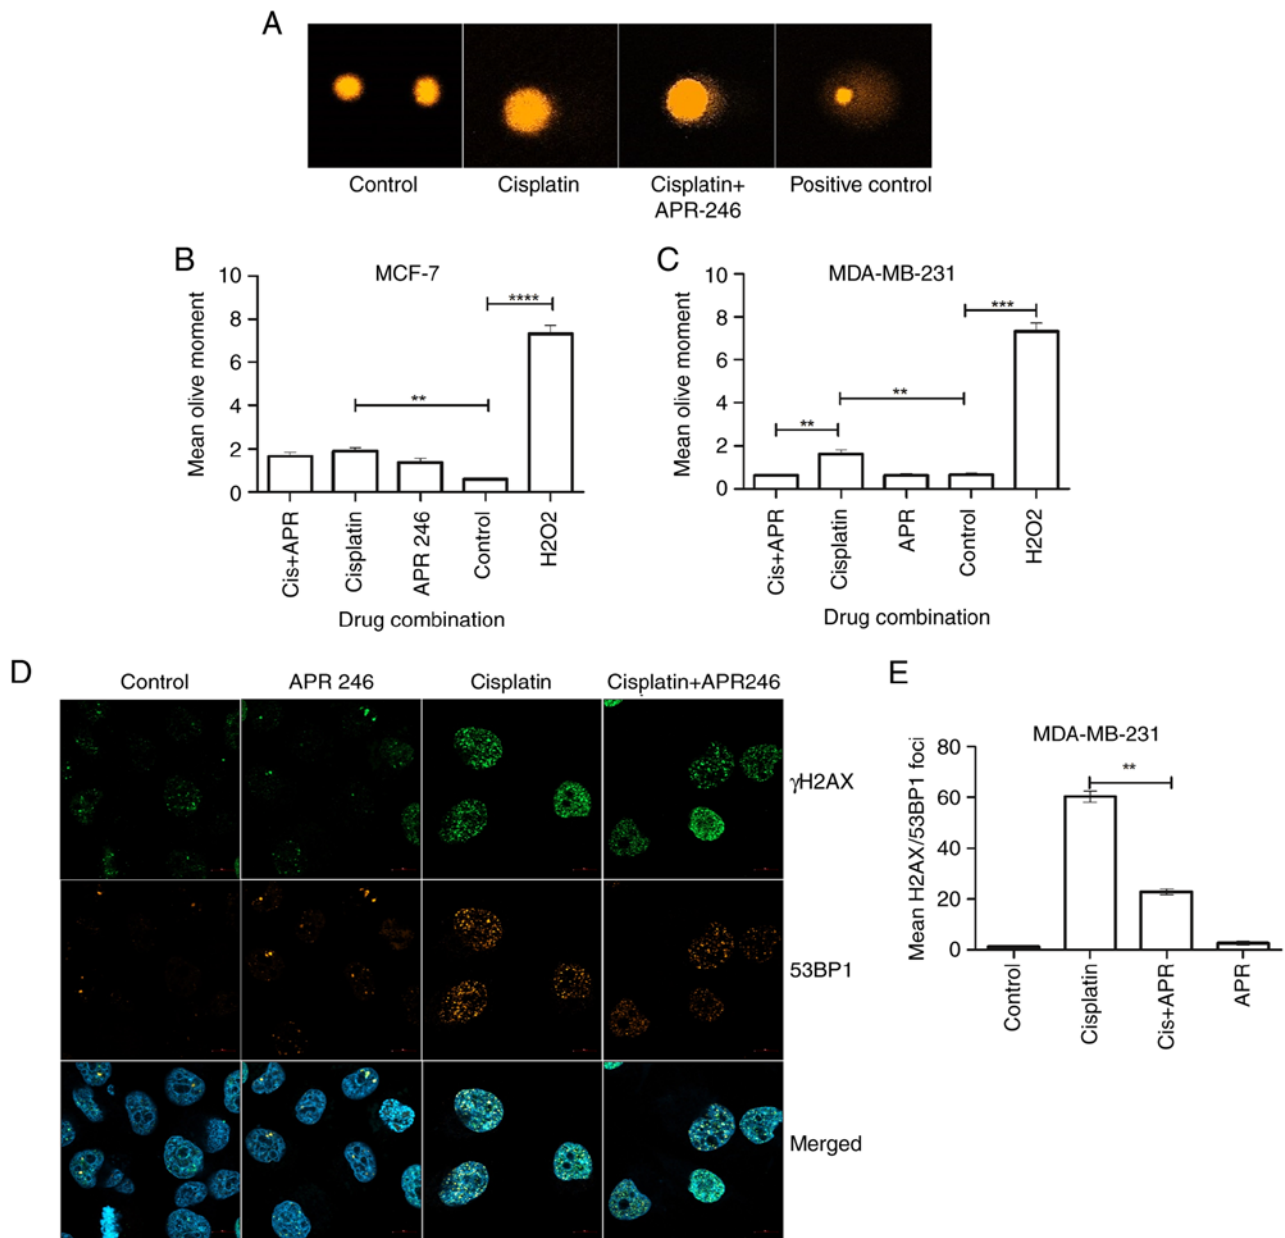 A
Control
Cisplatin
Cisplatin+
APR-246
Positive control
B
MCF-7
Mean olive moment
10
8
6
4
2
0
**
****
Cis+APR
Cisplatin
APR 246
Control
H2O2
Drug combination
C
MDA-MB-231
Mean olive moment
10
8
6
4
2
0
**
**
***
Cis+APR
Cisplatin
APR
Control
H2O2
Drug combination
D
Control
APR 246
Cisplatin
Cisplatin+APR246
γH2AX
53BP1
Merged
E
MDA-MB-231
Mean H2AX/53BP1 foci
80
60
40
20
0
**
Control
Cisplatin
Cis+APR
APR